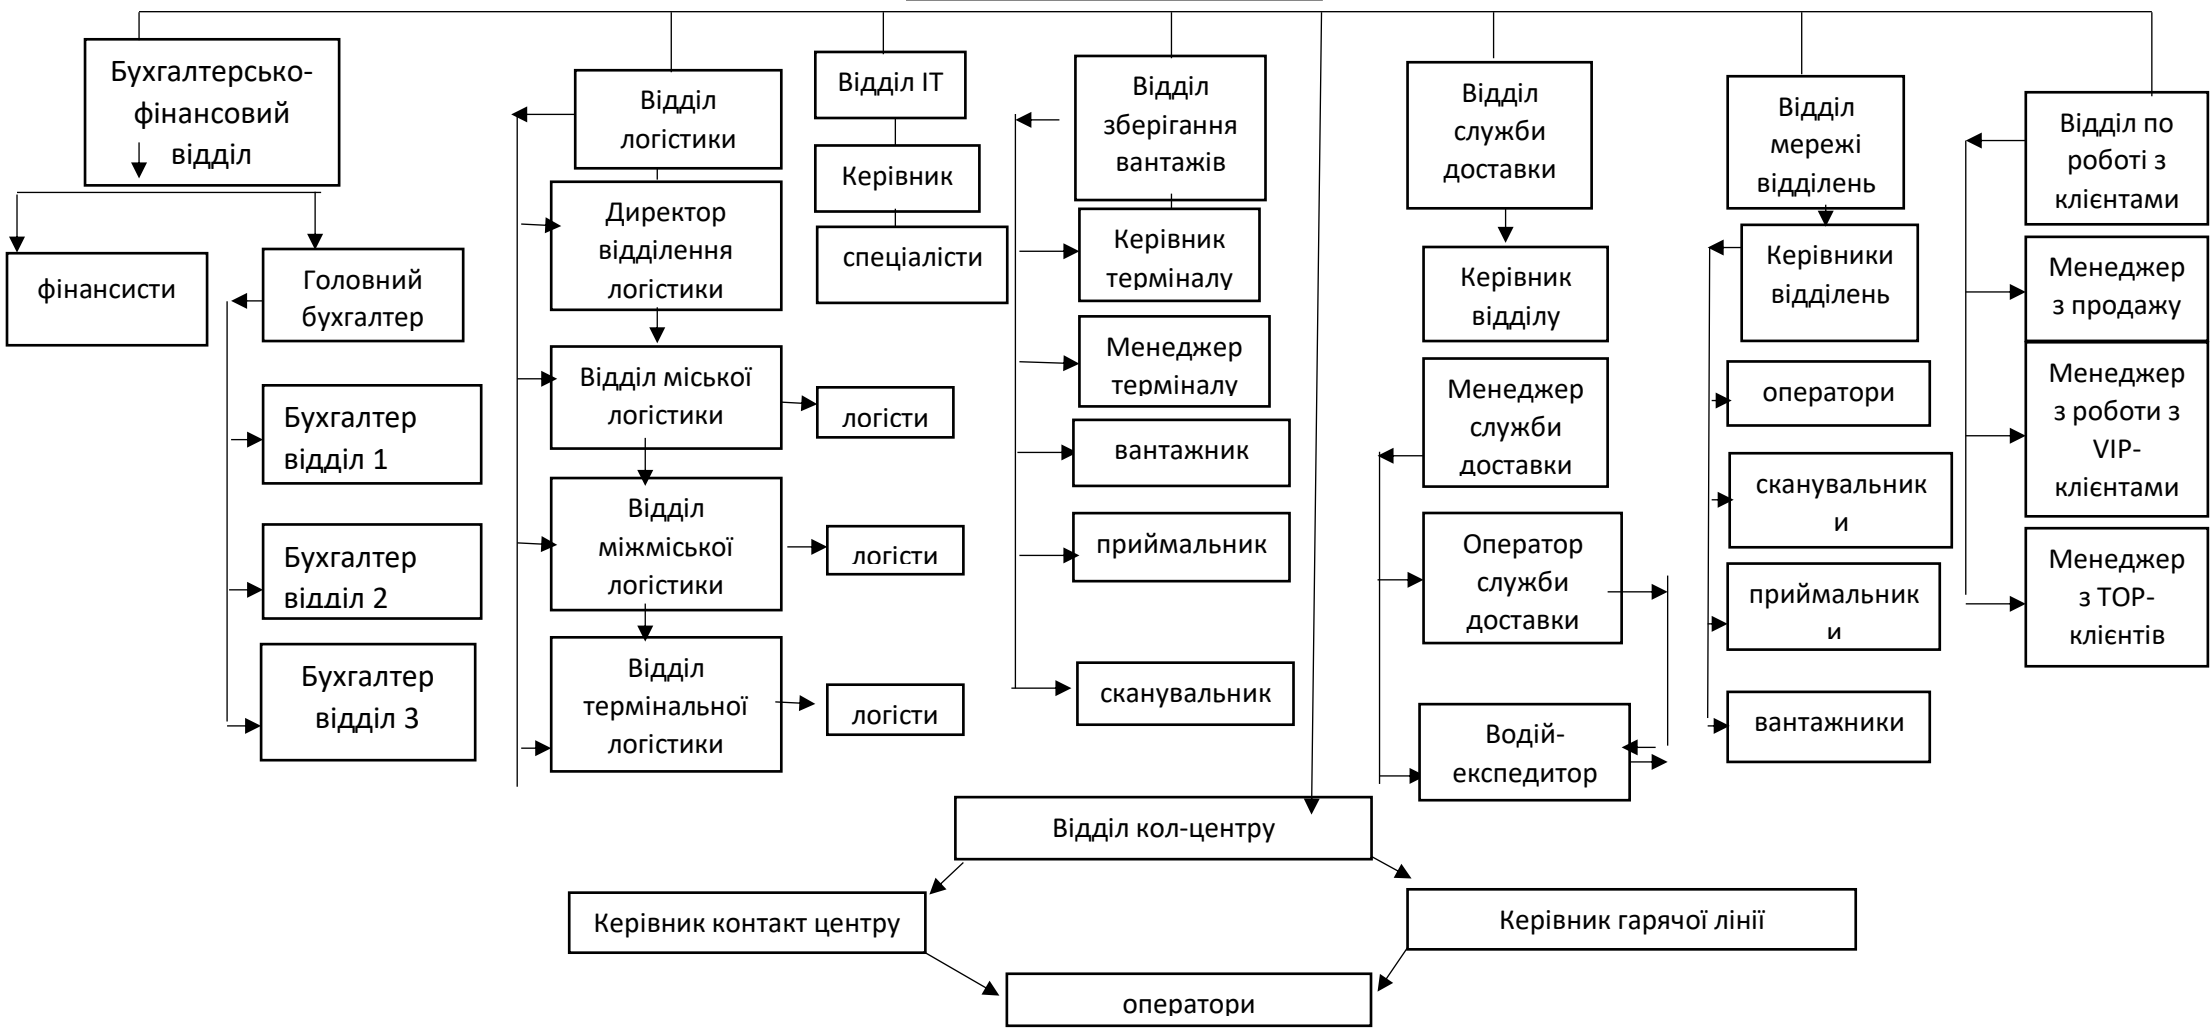 Бухгалтерсько-
фінансовий
відділ
фінансисти
Головний
бухгалтер
Бухгалтер
відділ 1
Бухгалтер
відділ 2
Бухгалтер
відділ 3
Відділ
логістики
Директор
відділення
логістики
Відділ міської
логістики
логісти
Відділ
міжміської
логістики
логісти
Відділ
термінальної
логістики
логісти
Відділ ІТ
Керівник
спеціалісти
Відділ
зберігання
вантажів
Керівник
терміналу
Менеджер
терміналу
вантажник
приймальник
сканувальник
Відділ
служби
доставки
Керівник
відділу
Менеджер
служби
доставки
Оператор
служби
доставки
Водій-
експедитор
Відділ
мережі
відділень
Керівники
відділень
оператори
сканувальник
и
приймальник
и
вантажники
Відділ по
роботі з
клієнтами
Менеджер
з продажу
Менеджер
з роботи з
VIP-
клієнтами
Менеджер
з TOP-
клієнтів
Відділ кол-центру
Керівник контакт центру
Керівник гарячої лінії
оператори